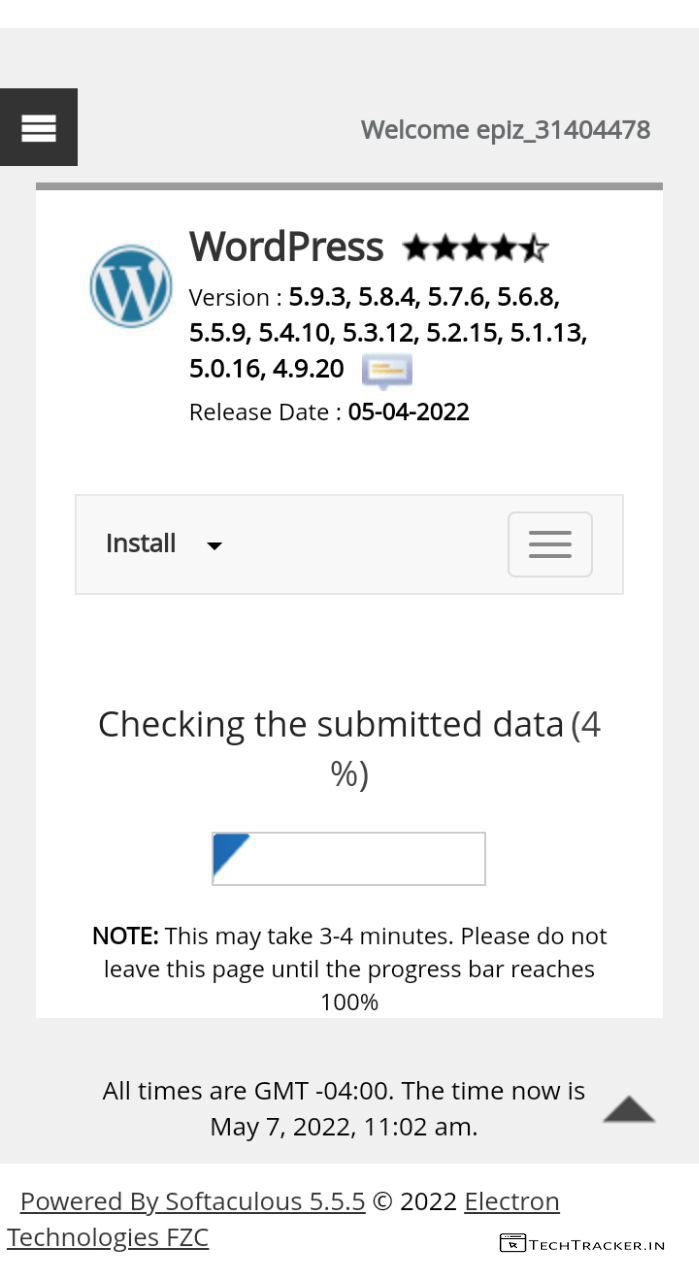 Welcome epiz_31404478
WordPress
Version : 5.9.3, 5.8.4, 5.7.6, 5.6.8,
5.5.9, 5.4.10, 5.3.12, 5.2.15, 5.1.13,
5.0.16, 4.9.20
Release Date : 05-04-2022
Install
Checking the submitted data (4
%)
NOTE: This may take 3-4 minutes. Please do not
leave this page until the progress bar reaches
100%
All times are GMT -04:00. The time now is
May 7, 2022, 11:02 am.
Powered By Softaculous 5.5.5 © 2022 Electron
Technologies FZC
TECHTRACKER.IN